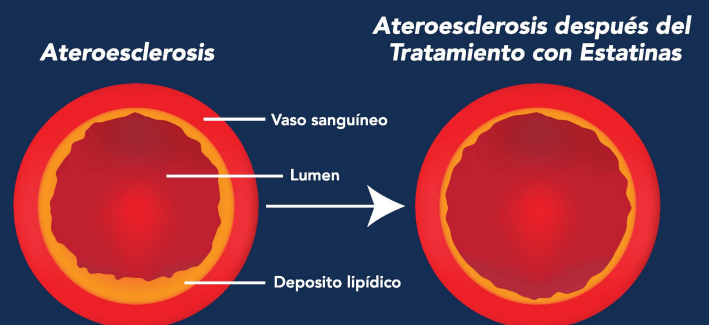 Ateroesclerosis
Ateroesclerosis después del
Tratamiento con Estatinas
Vaso sanguíneo
Lumen
Deposito lipídico